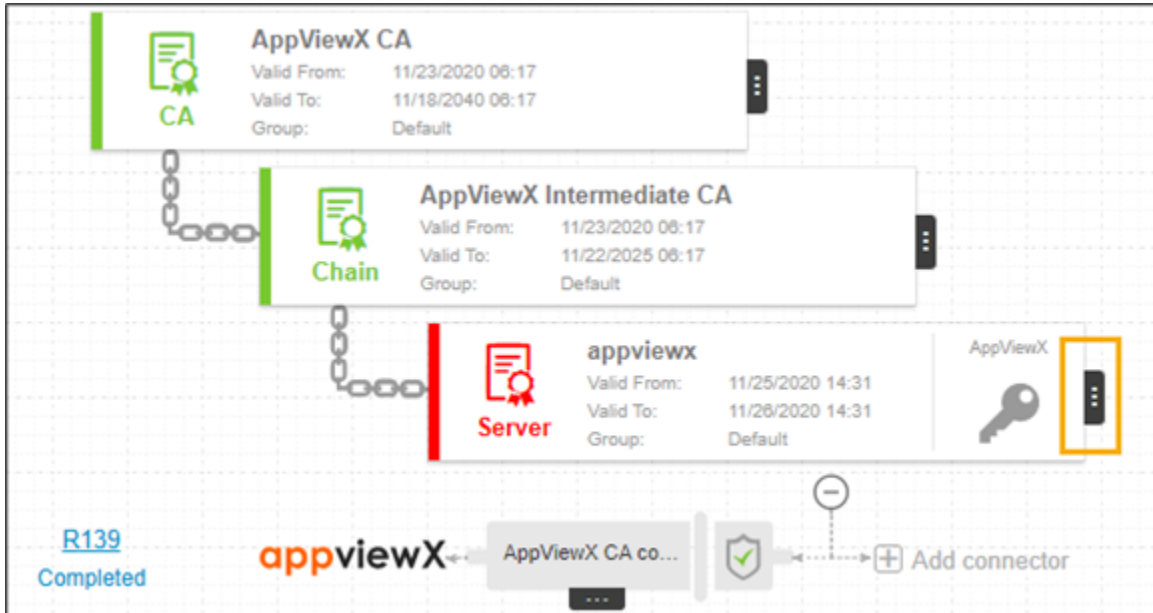 AppViewX CA
Valid From: 11/23/2020 06:17
Valid To: 11/18/2040 06:17
Group: Default
CA
AppViewX Intermediate CA
Valid From: 11/23/2020 06:17
Valid To: 11/22/2025 06:17
Group: Default
Chain
appviewx
Valid From: 11/25/2020 14:31
Valid To: 11/26/2020 14:31
Group: Default
Server
AppViewX
R139
Completed
appviewX
AppViewX CA co...
Add connector